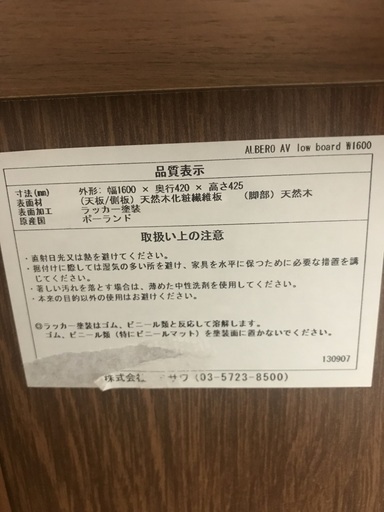 ALBERO AV low board W1600
品質表示
寸法(mm) 外形: 幅1600 × 奥行420 × 高さ425
表面材 (天板/側板) 天然木化粧繊維板 (脚部) 天然木
表面加工 ラッカー塗装
原産国 ポーランド
取扱い上の注意
・直射日光又は熱を避けてください。
・据付けに際しては湿気の多い所を避け、家具を水平に保つために必要な措置を講
じてください。
・著しい汚れを落とす場合は、薄めた中性洗剤を使用してください。
・本来の目的以外の使用はお避けください。
◎ラッカー塗装はゴム、ビニール類と反応して溶解します。
ゴム、ビニール類 (特にビニールマット) を塗装面に置かないでください。
130907
株式会社 サワ (03-5723-8500)